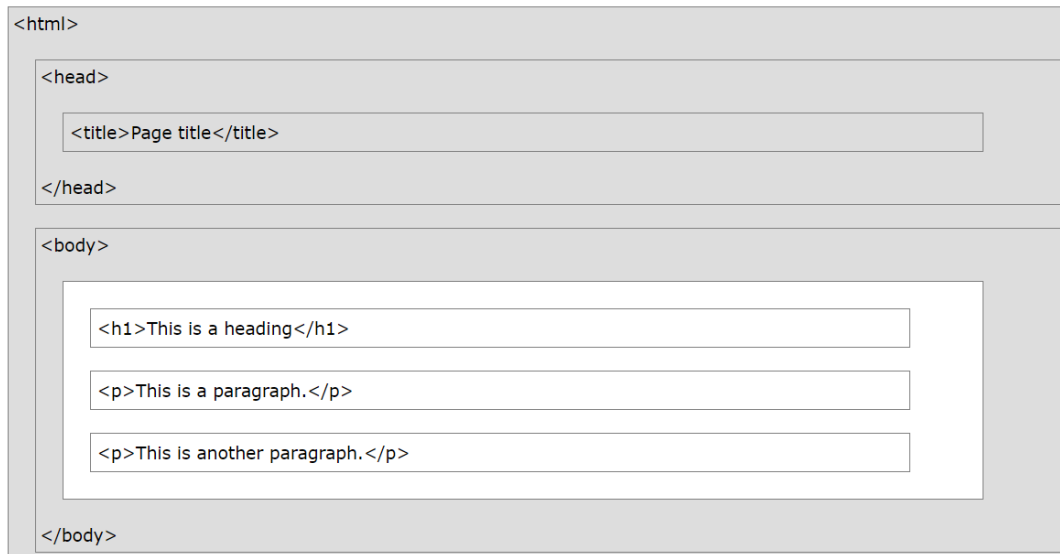 <html>
<head>
<title>Page title</title>
</head>
<body>
<h1>This is a heading</h1>
<p>This is a paragraph.</p>
<p>This is another paragraph.</p>
</body>